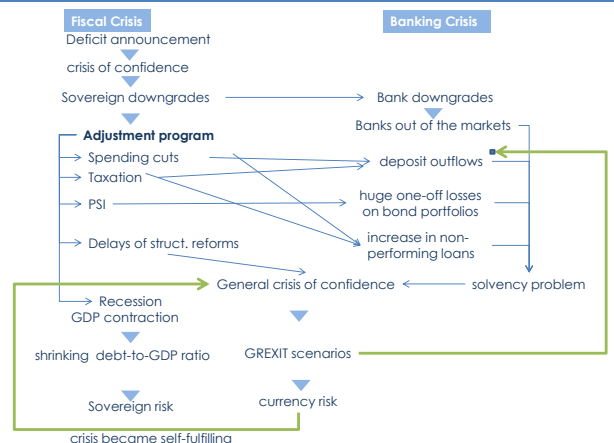 Fiscal Crisis
Banking Crisis
Deficit announcement
crisis of confidence
Sovereign downgrades
Bank downgrades
Banks out of the markets
Adjustment program
Spending cuts
deposit outflows
Taxation
PSI
huge one-off losses
on bond portfolios
Delays of struct. reforms
increase in non-
performing loans
General crisis of confidence
solvency problem
Recession
GDP contraction
shrinking debt-to-GDP ratio
GREXIT scenarios
Sovereign risk
currency risk
crisis became self-fulfilling